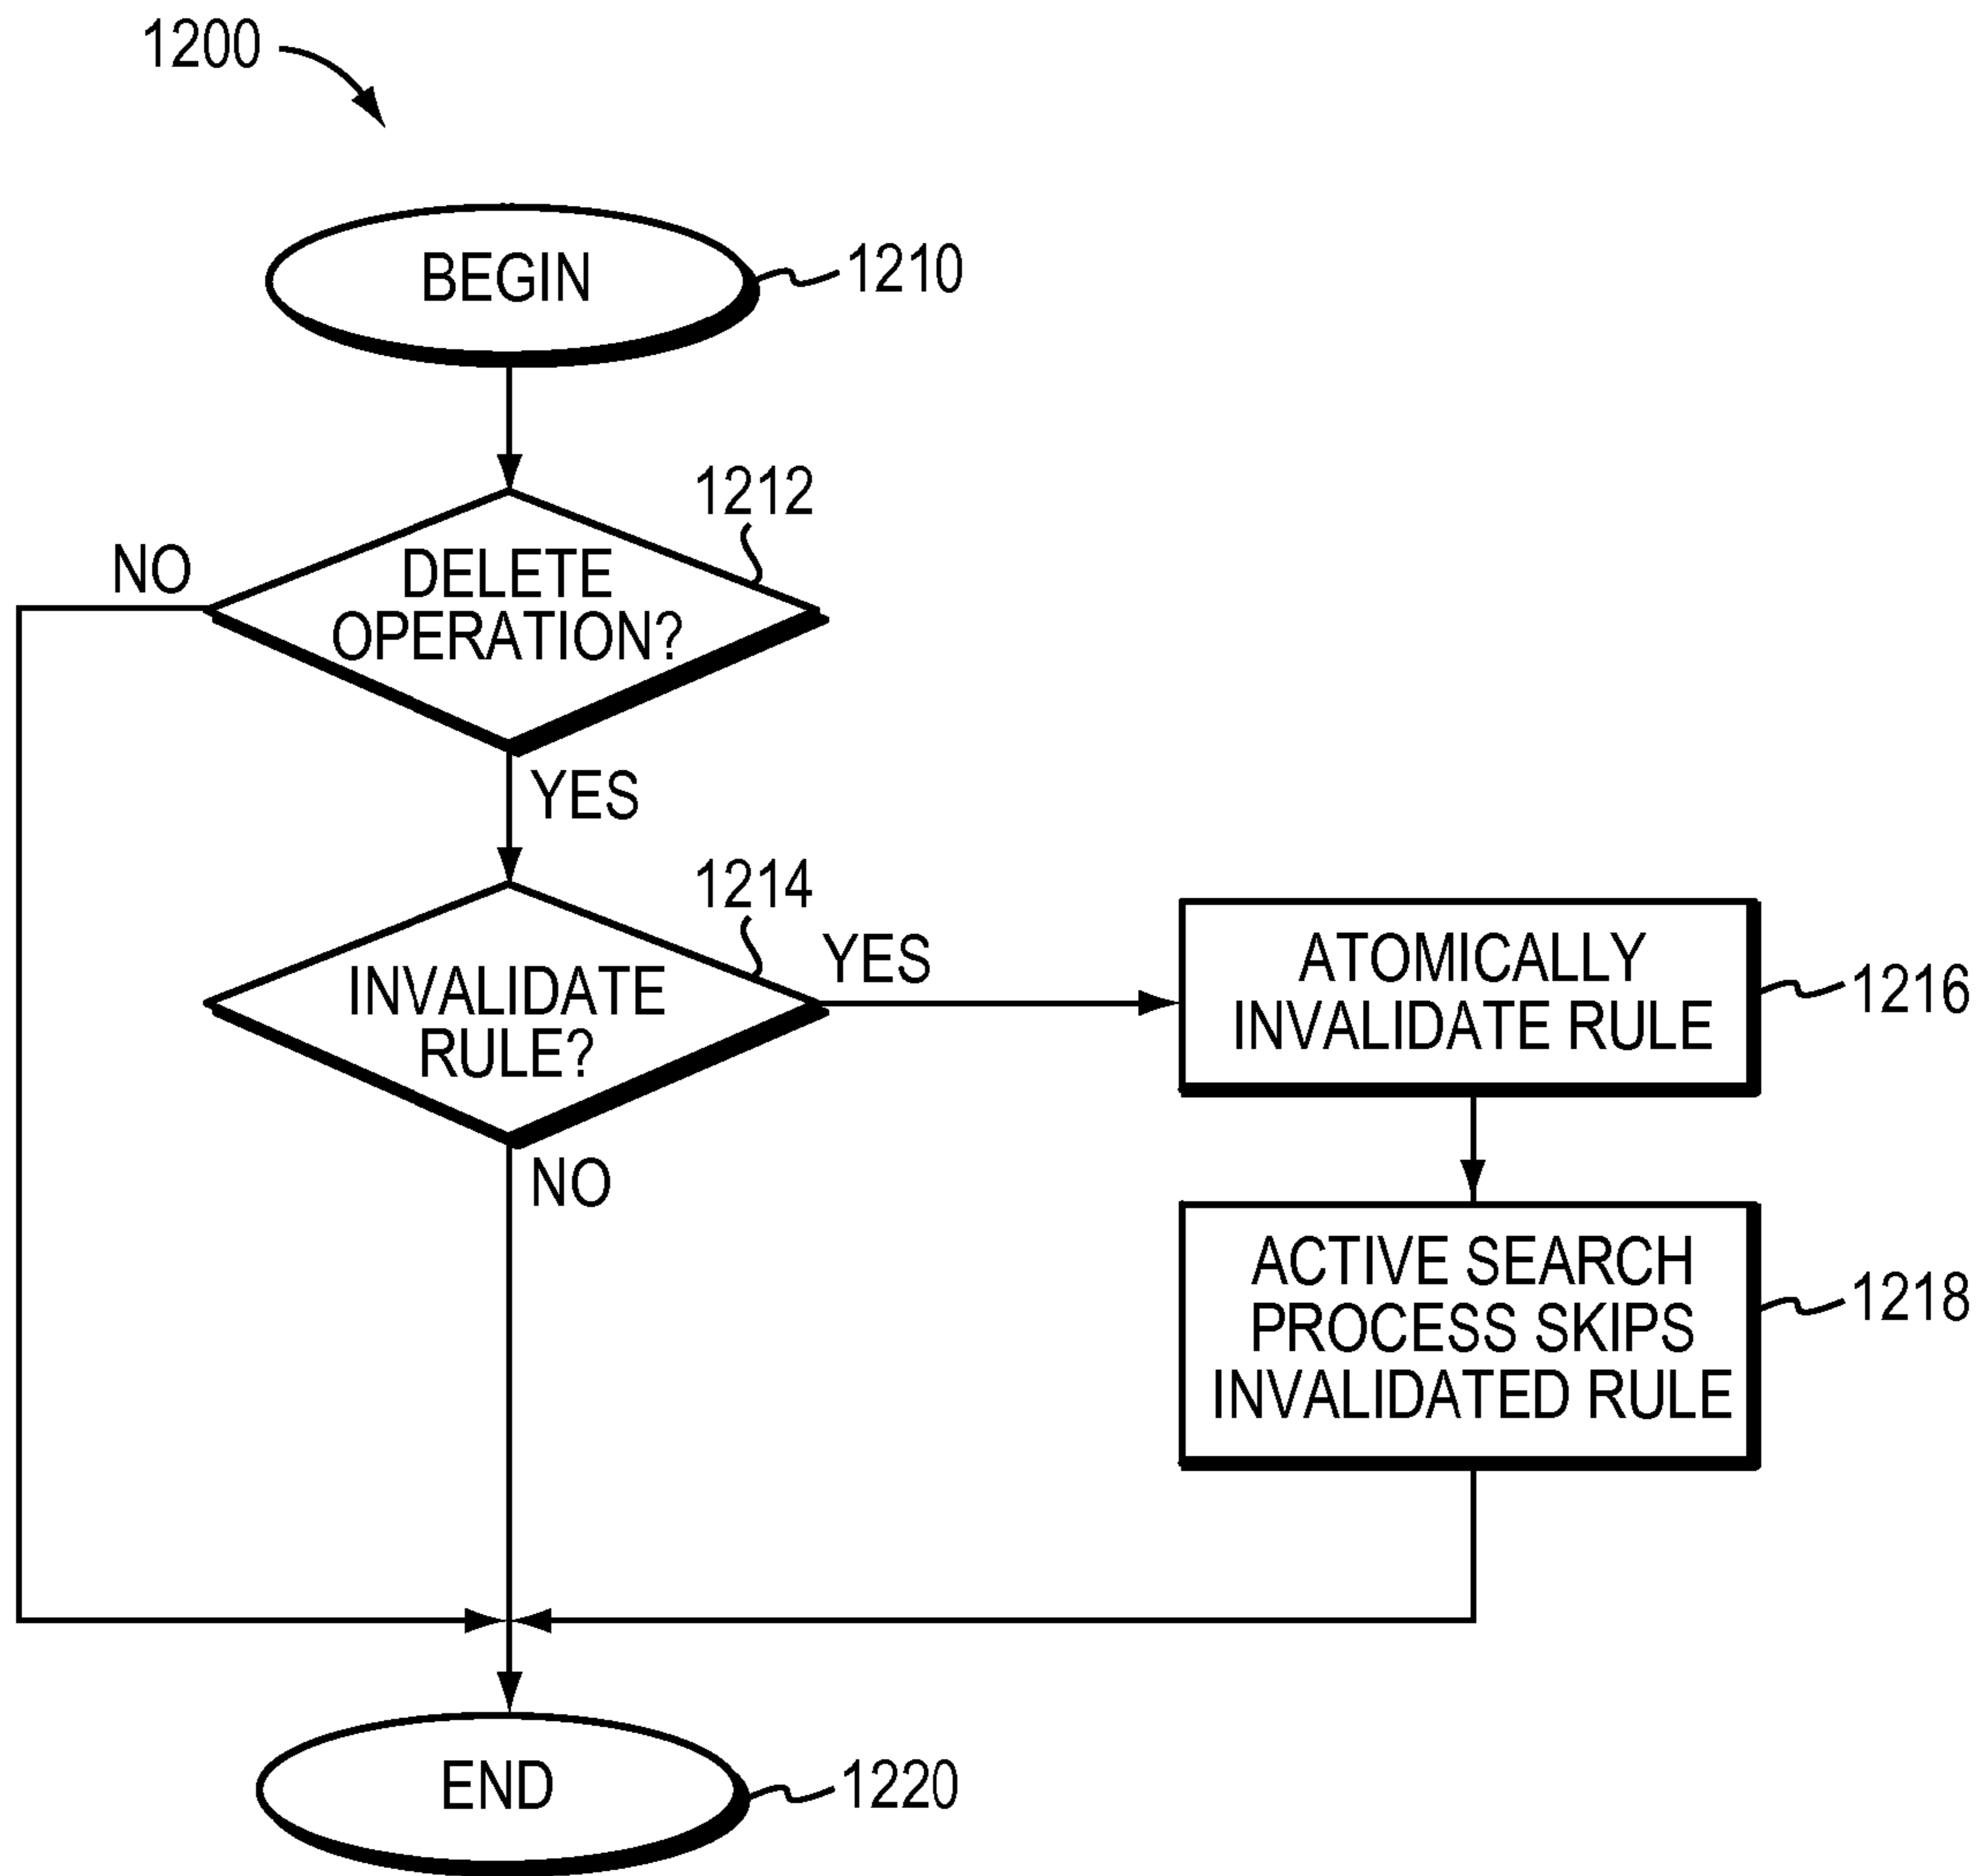 1200
BEGIN
1210
1212
NO
DELETE
OPERATION?
YES
1214
INVALIDATE
RULE?
YES
NO
ATOMICALLY
INVALIDATE RULE
1216
ACTIVE SEARCH
PROCESS SKIPS
INVALIDATED RULE
1218
END
1220